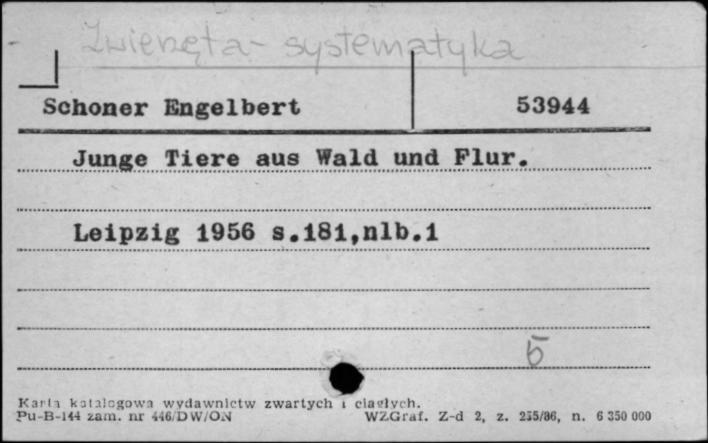 Zwierzęta - systematyka
Schoner Engelbert 53944
Junge Tiere aus Wald und Flur.
Leipzig 1956 s.181,nlb.1
5
Karta katalogowa wydawnictw zwartych i ciągłych.
Pu-B-144 zam. nr 446/DW/ON WZGraf. Z-d 2, z. 255/86, n. 6 350 000